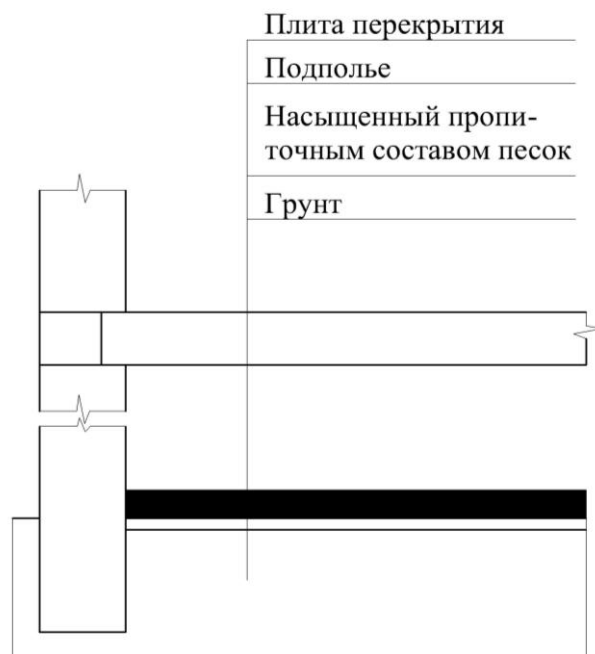 Плита перекрытия
Подполье
Насыщенный пропи-
точным составом песок
Грунт